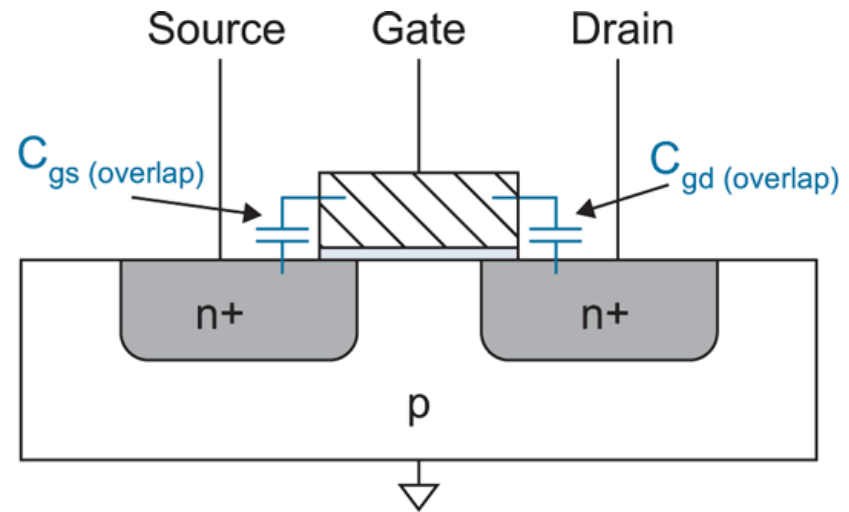 Source Gate Drain
Cgs (overlap)
Cgd (overlap)
n+ n+
p